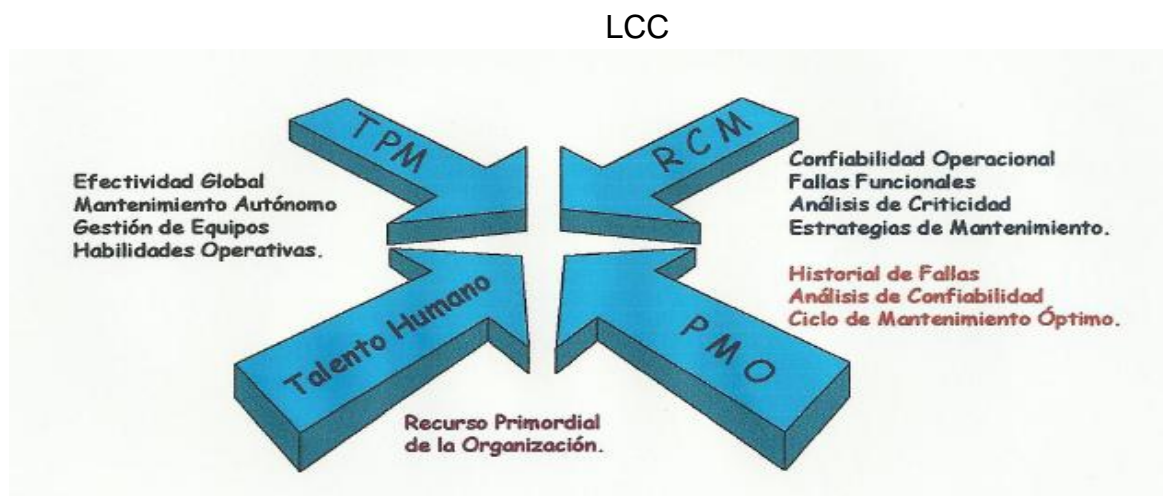 LCC
TPM
RCM
Efectividad Global
Mantenimiento Autónomo
Gestión de Equipos
Habilidades Operativas.
Confiabilidad Operacional
Fallas Funcionales
Análisis de Criticidad
Estrategias de Mantenimiento.
Historial de Fallas
Análisis de Confiabilidad
Ciclo de Mantenimiento Óptimo.
Talento Humano
PMO
Recurso Primordial
de la Organización.